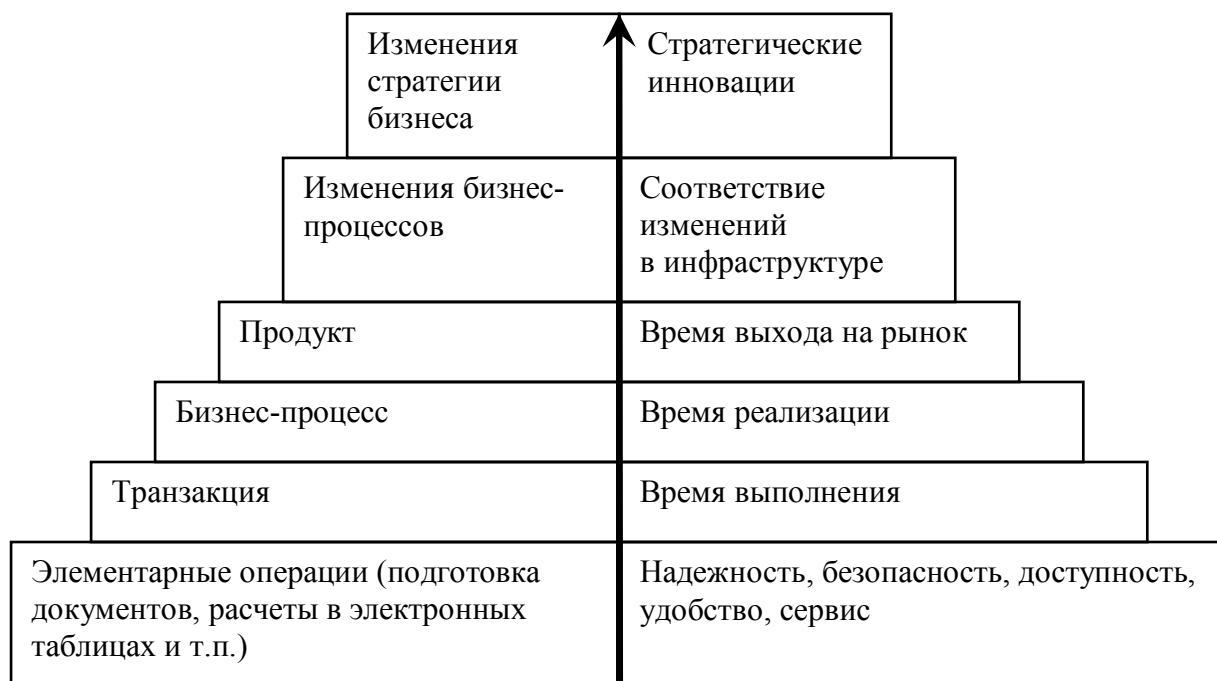 Изменения
стратегии
бизнеса
Стратегические
инновации
Изменения бизнес-
процессов
Соответствие
изменений
в инфраструктуре
Продукт
Время выхода на рынок
Бизнес-процесс
Время реализации
Транзакция
Время выполнения
Элементарные операции (подготовка
документов, расчеты в электронных
таблицах и т.п.)
Надежность, безопасность, доступность,
удобство, сервис